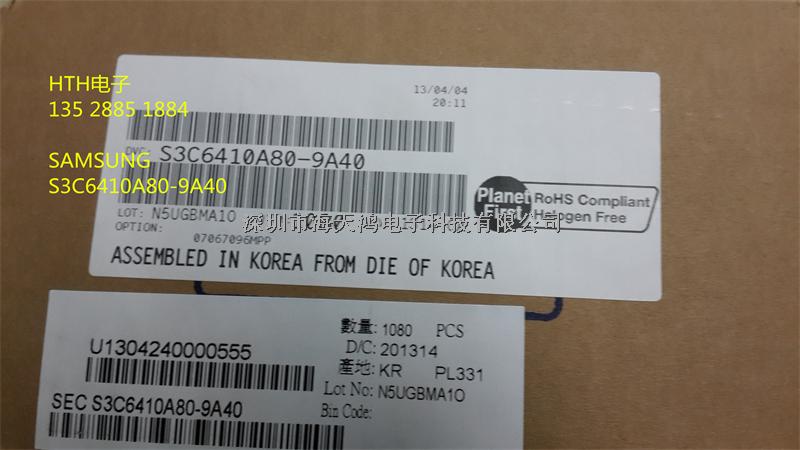 HTH电子
135 2885 1884
SAMSUNG
S3C6410A80-9A40
13/04/04
20:11
S3C6410A80-9A40
LOT: N5UGBMA1O
OPTION:
07067096MPP
Planet First
RoHS Compliant
Halogen Free
深圳市海天鸿电子科技有限公司
ASSEMBLED IN KOREA FROM DIE OF KOREA
U1304240000555
SEC S3C6410A80-9A40
數量: 1080 PCS
D/C: 201314
產地: KR PL331
Lot No: N5UGBMA1O
Bin Code: